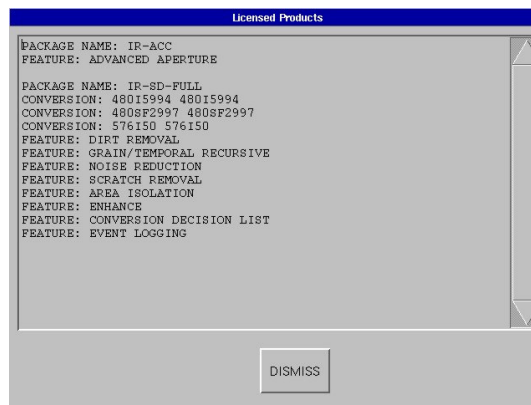 Licensed Products
PACKAGE NAME: IR-ACC
FEATURE: ADVANCED APERTURE
PACKAGE NAME: IR-SD-FULL
CONVERSION: 480I5994 480I5994
CONVERSION: 480SF2997 480SF2997
CONVERSION: 576I50 576I50
FEATURE: DIRT REMOVAL
FEATURE: GRAIN/TEMPORAL RECURSIVE
FEATURE: NOISE REDUCTION
FEATURE: SCRATCH REMOVAL
FEATURE: AREA ISOLATION
FEATURE: ENHANCE
FEATURE: CONVERSION DECISION LIST
FEATURE: EVENT LOGGING
DISMISS